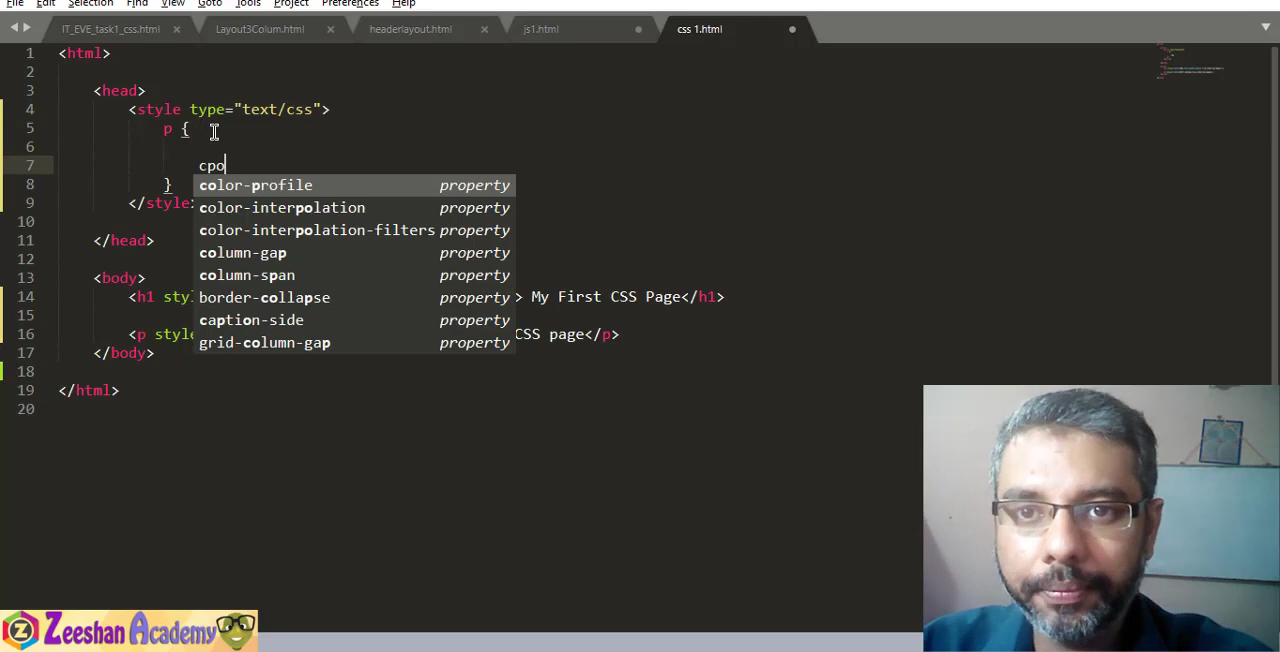 File Edit Selection Find View Goto Tools Project Preferences Help
IT_EVE_task1_css.html × Layout3Colum.html × headerlayout.html × js1.html css 1.html
1 <html>
2
3 <head>
4 <style type="text/css">
5 p {
6
7 cpo
8 }
color-profile property
9 </style
color-interpolation property
10
color-interpolation-filters property
11 </head>
column-gap property
12
column-span property
13 <body>
border-collapse property
14 <h1 sty > My First CSS Page</h1>
caption-side property
15
grid-column-gap property
16 <p style CSS page</p>
17 </body>
18
19 </html>
20
Zeeshan Academy